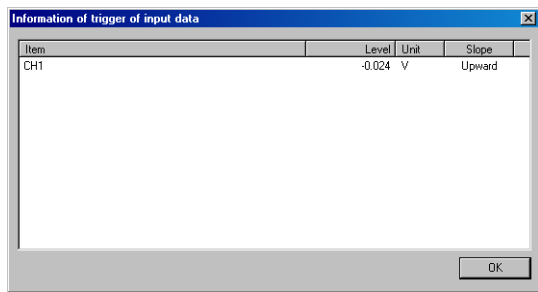 Information of trigger of input data
Item Level Unit Slope
CH1 -0.024 V Upward
OK